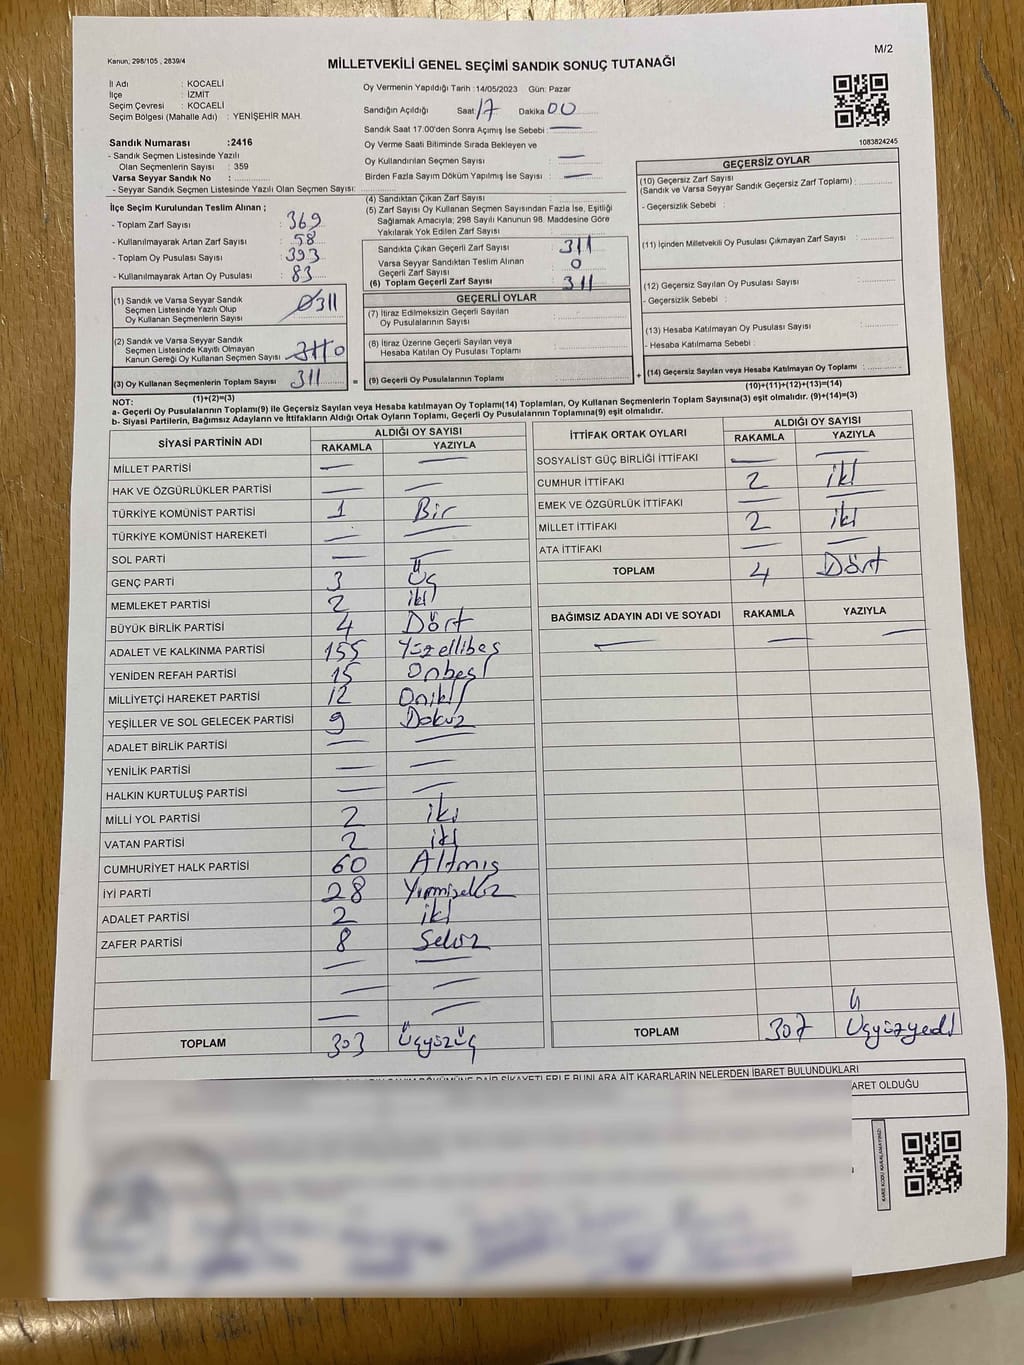 Kanun, 298/105 , 2839/4
M/2
MİLLETVEKİLİ GENEL SEÇİMİ SANDIK SONUÇ TUTANAĞI
İl Adı : KOCAELİ
İlçe : İZMİT
Seçim Çevresi : KOCAELİ
Seçim Bölgesi (Mahalle Adı) : YENİŞEHİR MAH.
Sandık Numarası :2416
- Sandık Seçmen Listesinde Yazılı
Olan Seçmenlerin Sayısı : 359
Varsa Seyyar Sandık No :
- Seyyar Sandık Seçmen Listesinde Yazılı Olan Seçmen Sayısı:
Oy Vermenin Yapıldığı Tarih :14/05/2023 Gün: Pazar
Sandığın Açıldığı Saat: 17 Dakika 00
Sandık Saat 17.00'den Sonra Açımış İse Sebebi : —
Oy Verme Saati Bitiminde Sırada Bekleyen ve
Oy Kullandırılan Seçmen Sayısı : —
Birden Fazla Sayım Döküm Yapılmış İse Sayısı : —
1083824245
İlçe Seçim Kurulundan Teslim Alınan ;
- Toplam Zarf Sayısı : 369
- Kullanılmayarak Artan Zarf Sayısı : 58
- Toplam Oy Pusulası Sayısı : 393
- Kullanılmayarak Artan Oy Pusulası : 83
(1) Sandık ve Varsa Seyyar Sandık
Seçmen Listesinde Yazılı Olup
Oy Kullanan Seçmenlerin Sayısı : 311
(2) Sandık ve Varsa Seyyar Sandık
Seçmen Listesinde Kayıtlı Olmayan
Kanun Gereği Oy Kullanan Seçmen Sayısı : 0
(3) Oy Kullanan Seçmenlerin Toplam Sayısı : 311
(1)+(2)=(3)
(4) Sandıktan Çıkan Zarf Sayısı :
(5) Zarf Sayısı Oy Kullanan Seçmen Sayısından Fazla İse, Eşitliği
Sağlamak Amacıyla; 298 Sayılı Kanunun 98. Maddesine Göre
Yakılarak Yok Edilen Zarf Sayısı :
Sandıkta Çıkan Geçerli Zarf Sayısı : 311
Varsa Seyyar Sandıktan Teslim Alınan
Geçerli Zarf Sayısı : 0
(6) Toplam Geçerli Zarf Sayısı : 311
GEÇERLİ OYLAR
(7) İtiraz Edilmeksizin Geçerli Sayılan
Oy Pusulalarının Sayısı :
(8) İtiraz Üzerine Geçerli Sayılan veya
Hesaba Katılan Oy Pusulası Toplamı :
= (9) Geçerli Oy Pusulalarının Toplamı :
GEÇERSİZ OYLAR
(10) Geçersiz Zarf Sayısı
(Sandık ve Varsa Seyyar Sandık Geçersiz Zarf Toplamı) :
- Geçersizlik Sebebi :
(11) İçinden Milletvekili Oy Pusulası Çıkmayan Zarf Sayısı :
(12) Geçersiz Sayılan Oy Pusulası Sayısı :
- Geçersizlik Sebebi :
(13) Hesaba Katılmayan Oy Pusulası Sayısı :
- Hesaba Katılmama Sebebi :
+ (14) Geçersiz Sayılan veya Hesaba Katılmayan Oy Toplamı :
(10)+(11)+(12)+(13)=(14)
NOT:
a- Geçerli Oy Pusulalarının Toplamı(9) ile Geçersiz Sayılan veya Hesaba katılmayan Oy Toplamı(14) Toplamları, Oy Kullanan Seçmenlerin Toplam Sayısına(3) eşit olmalıdır. (9)+(14)=(3)
b- Siyasi Partilerin, Bağımsız Adayların ve İttifakların Aldığı Ortak Oyların Toplamı, Geçerli Oy Pusulalarının Toplamına(9) eşit olmalıdır.
SİYASİ PARTİNİN ADI ALDIĞI OY SAYISI
RAKAMLA YAZIYLA
MİLLET PARTİSİ — —
HAK VE ÖZGÜRLÜKLER PARTİSİ — —
TÜRKİYE KOMÜNİST PARTİSİ 1 Bir
TÜRKİYE KOMÜNİST HAREKETİ — —
SOL PARTİ — —
GENÇ PARTİ 3 Üç
MEMLEKET PARTİSİ 2 iki
BÜYÜK BİRLİK PARTİSİ 4 Dört
ADALET VE KALKINMA PARTİSİ 155 Yüzellibeş
YENİDEN REFAH PARTİSİ 15 Onbeş
MİLLİYETÇİ HAREKET PARTİSİ 12 Oniki
YEŞİLLER VE SOL GELECEK PARTİSİ 9 Dokuz
ADALET BİRLİK PARTİSİ — —
YENİLİK PARTİSİ — —
HALKIN KURTULUŞ PARTİSİ — —
MİLLİ YOL PARTİSİ 2 iki
VATAN PARTİSİ 2 iki
CUMHURİYET HALK PARTİSİ 60 Altmış
İYİ PARTİ 28 Yirmisekiz
ADALET PARTİSİ 2 iki
ZAFER PARTİSİ 8 Sekiz
— —
— —
— —
TOPLAM 303 Üçyüzüç
İTTİFAK ORTAK OYLARI ALDIĞI OY SAYISI
RAKAMLA YAZIYLA
SOSYALİST GÜÇ BİRLİĞİ İTTİFAKI — —
CUMHUR İTTİFAKI 2 iki
EMEK VE ÖZGÜRLÜK İTTİFAKI — —
MİLLET İTTİFAKI 2 iki
ATA İTTİFAKI — —
TOPLAM 4 Dört
BAĞIMSIZ ADAYIN ADI VE SOYADI RAKAMLA YAZIYLA
— — —
TOPLAM 307 Üçyüzyedi
DÖKÜMÜNE DAİR ŞİKAYETLERLE BUNLARA AİT KARARLARIN NELERDEN İBARET BULUNDUKLARI
ARET OLDUĞU
KARE KODU KARALAMAYINIZ!